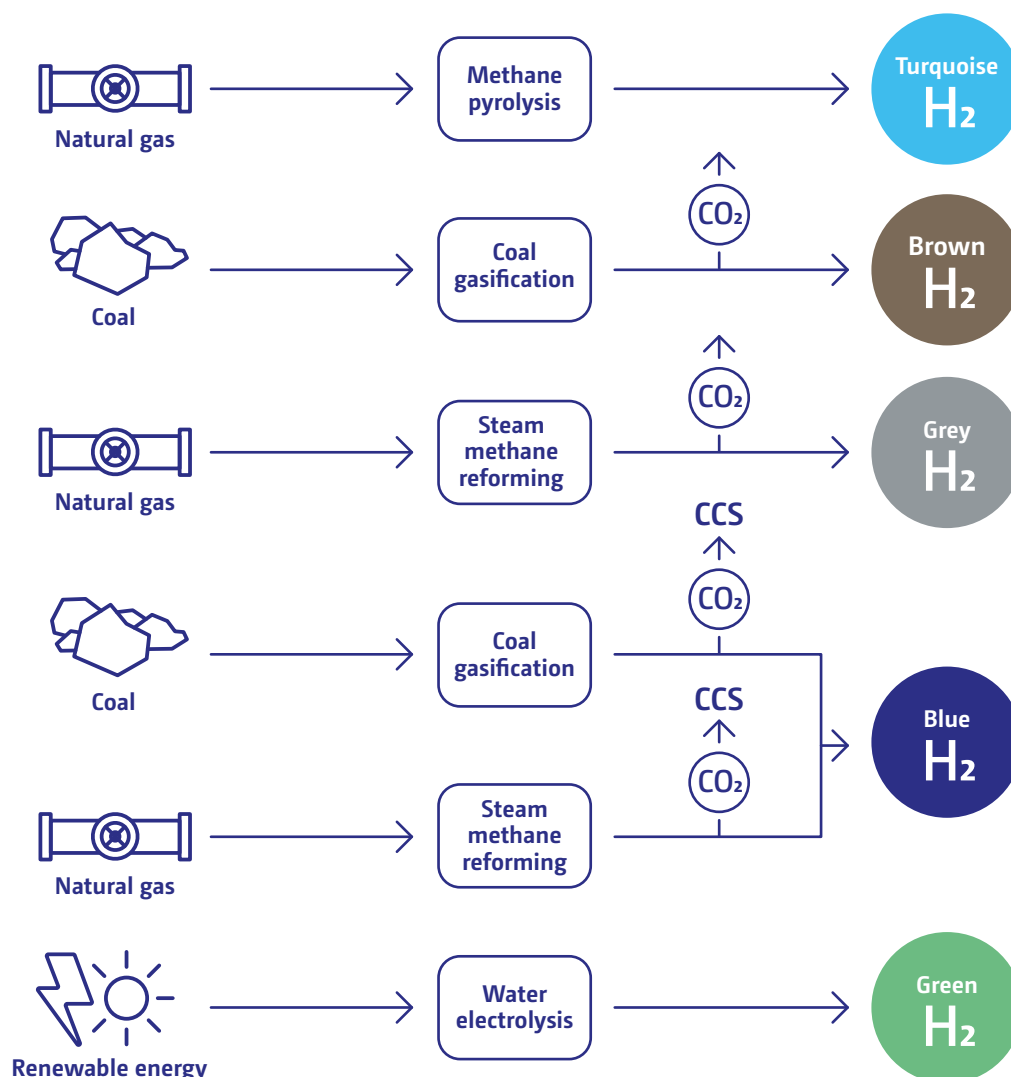 Natural gas
Methane
pyrolysis
Turquoise
H₂
Coal
Coal
gasification
CO₂
Brown
H₂
Natural gas
Steam
methane
reforming
CO₂
Grey
H₂
Coal
Coal
gasification
CO₂
CCS
Natural gas
Steam
methane
reforming
CO₂
CCS
Blue
H₂
Renewable energy
Water
electrolysis
Green
H₂